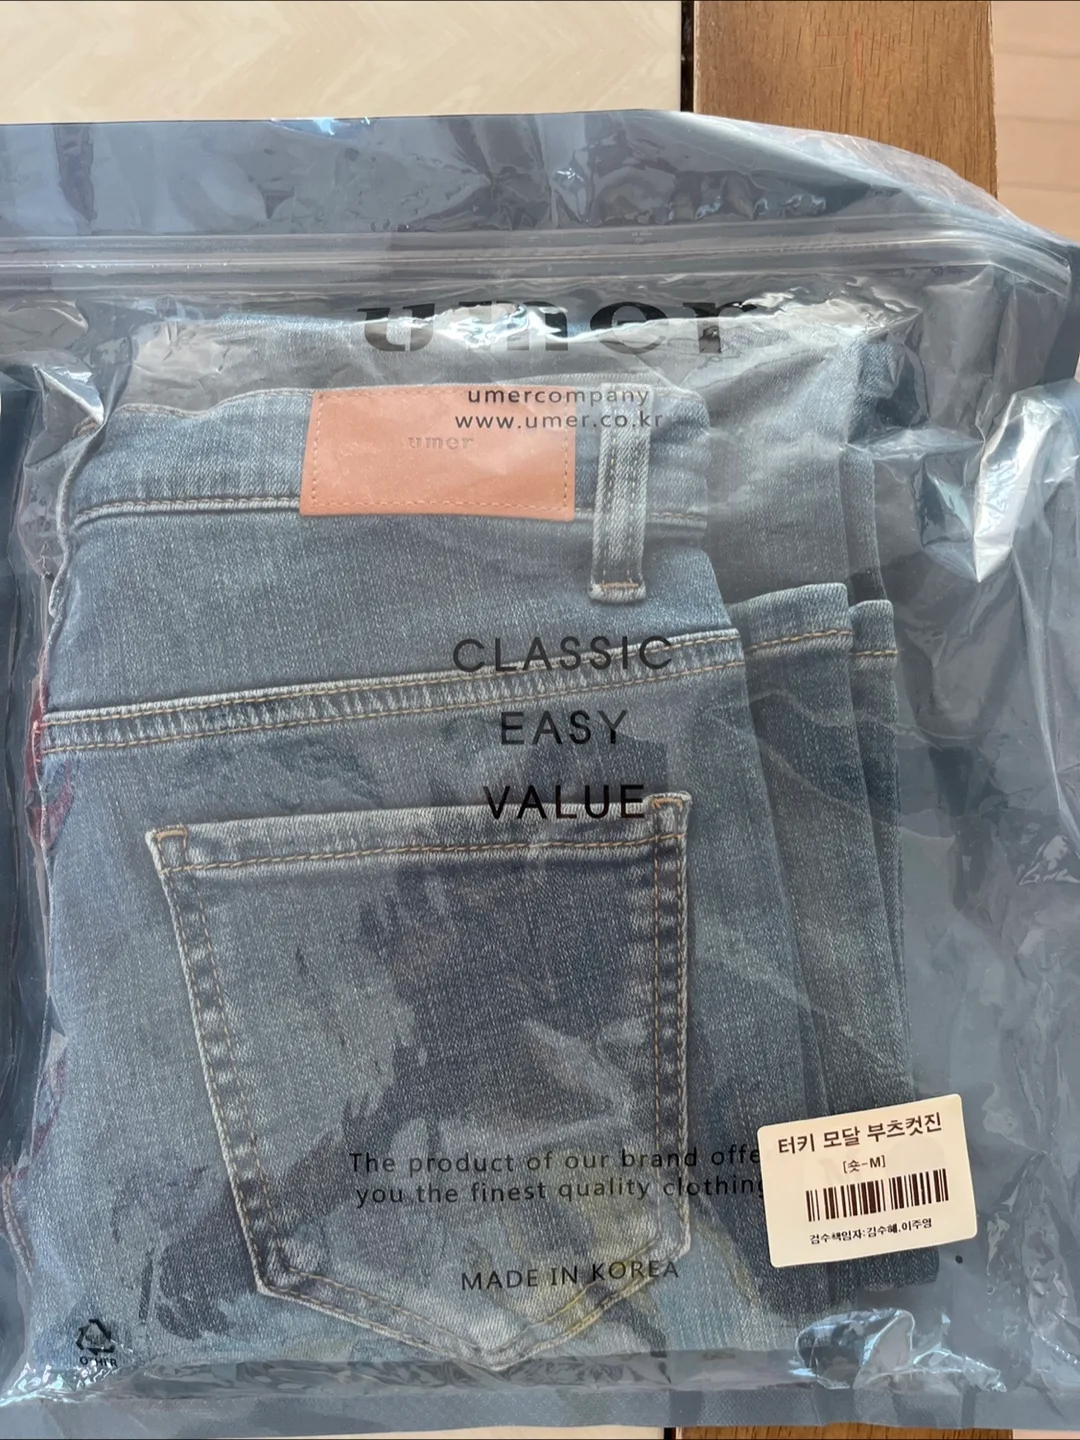 umer
umercompany
www.umer.co.kr
umer
CLASSIC
EASY
VALUE
The product of our brand offe
you the finest quality clothing
MADE IN KOREA
터키 모달 부츠컷진
[숏-M]
검수책임자:김수혜,이주영
OTHER